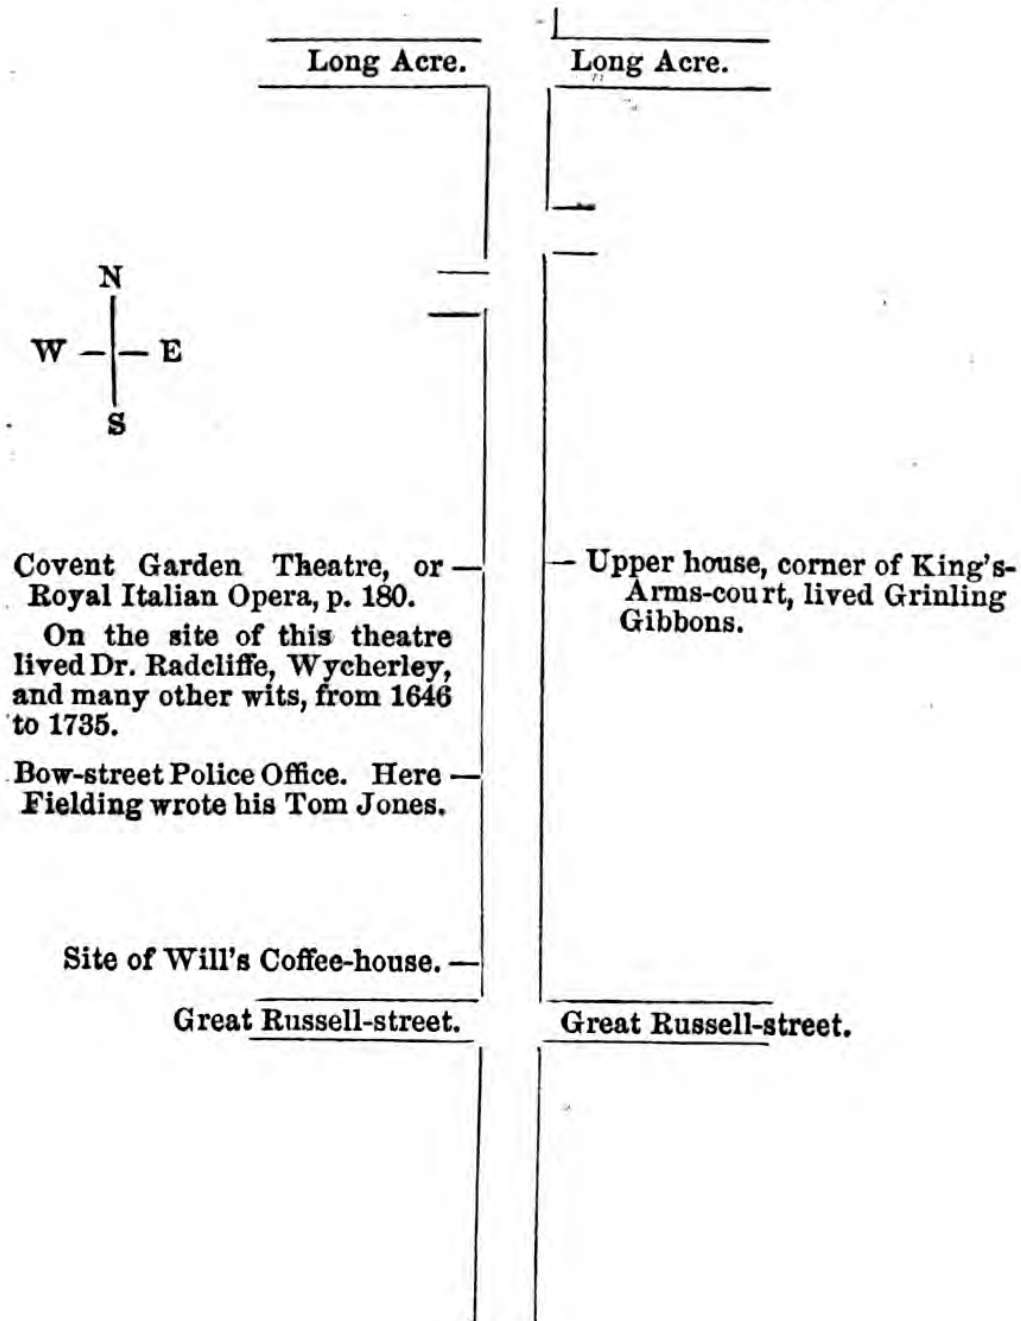 Long Acre.
Long Acre.
N
W
E
S
Covent Garden Theatre, or
Royal Italian Opera, p. 180.
On the site of this theatre
lived Dr. Radcliffe, Wycherley,
and many other wits, from 1646
to 1735.
Bow-street Police Office. Here
Fielding wrote his Tom Jones.
Upper house, corner of King's-
Arms-court, lived Grinling
Gibbons.
Site of Will's Coffee-house.
Great Russell-street.
Great Russell-street.